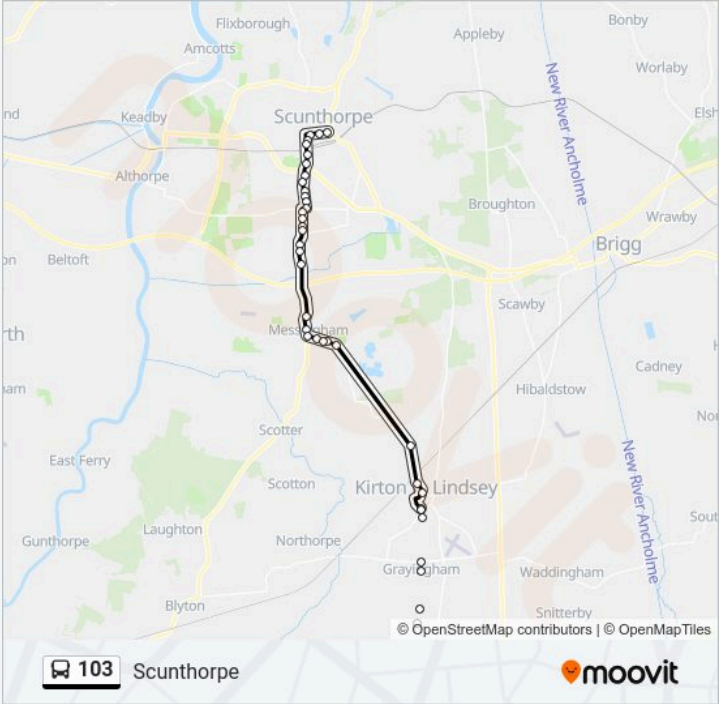 Flixborough
Bonby
Appleby
Amcotts
Worlaby
New River Ancholme
nd
Keadby
Scunthorpe
Elsh
Althorpe
Broughton
Wrawby
Brigg
on
Beltoft
Scawby
rth
Messingham
Cadney
am
Hibaldstow
Nor
Scotter
New River Ancholme
East Ferry
Scotton
Kirton
Lindsey
Sout
Laughton
Gunthorpe
Northorpe
Grayingham
Waddingham
Blyton
Snitterby
© OpenStreetMap contributors | © OpenMapTiles
103 Scunthorpe
moovit